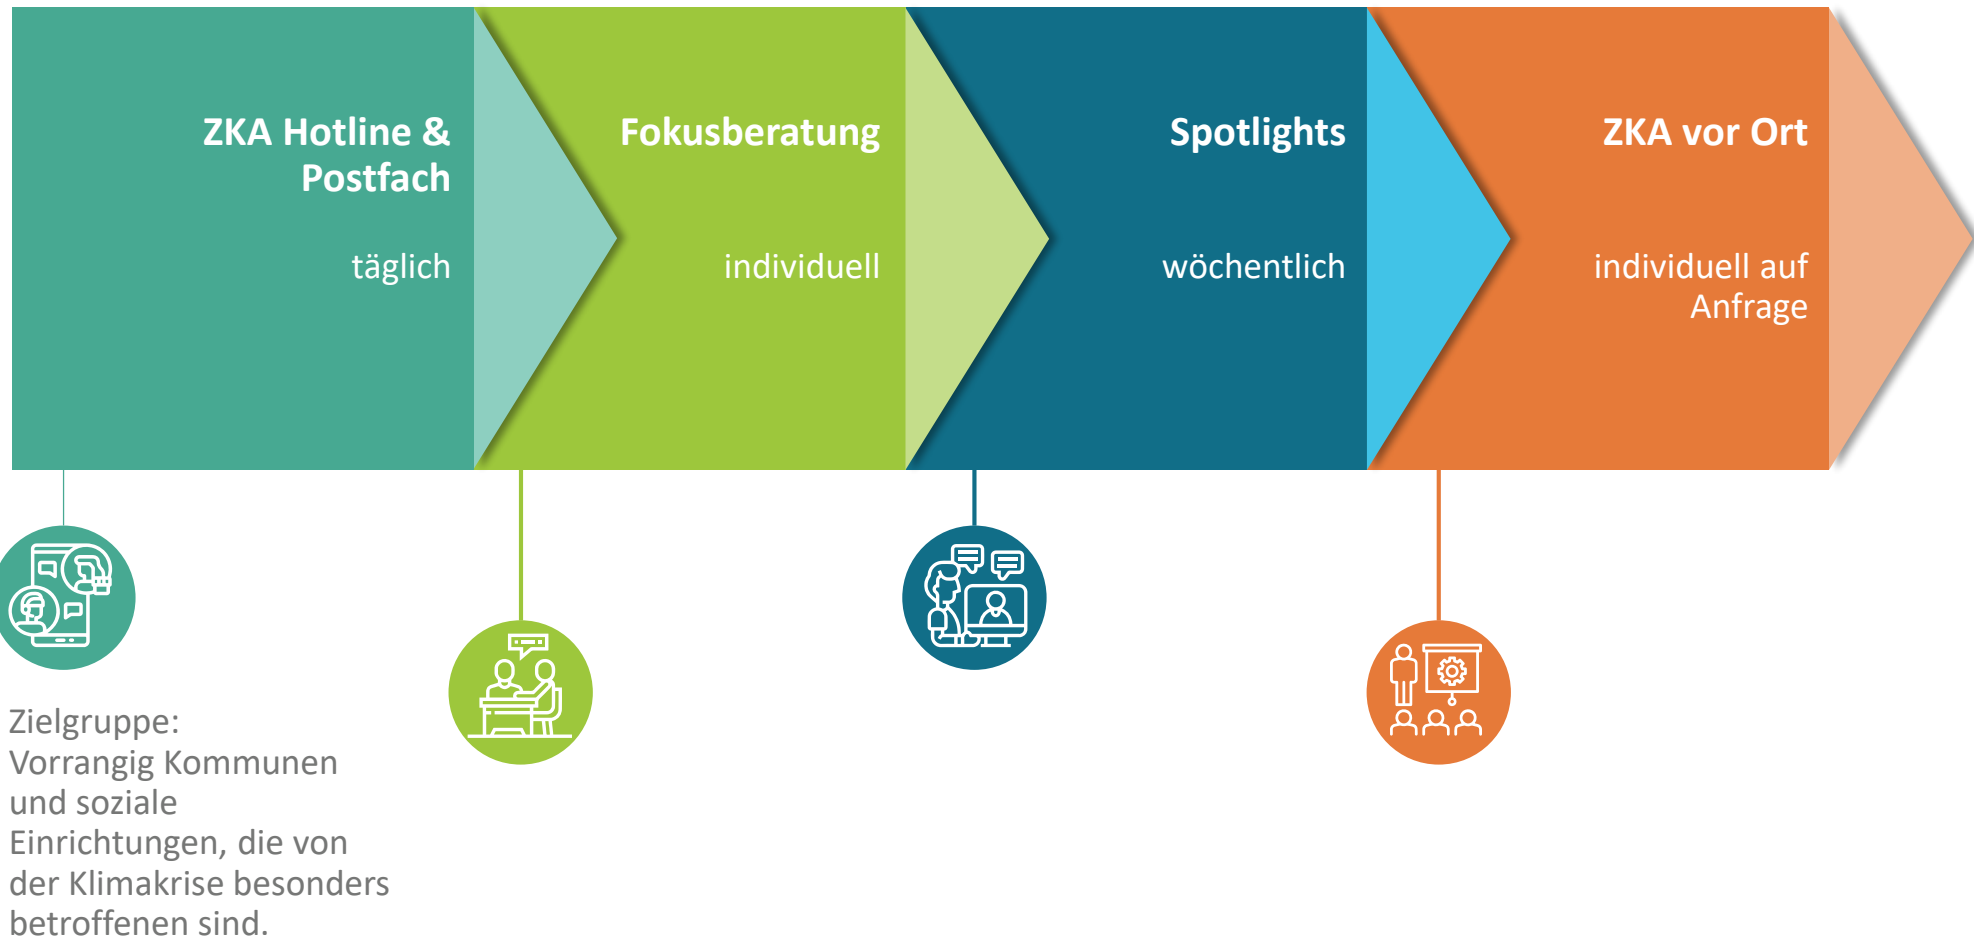 ZKA Hotline &
Postfach
täglich
Fokusberatung
individuell
Spotlights
wöchentlich
ZKA vor Ort
individuell auf
Anfrage
Zielgruppe:
Vorrangig Kommunen
und soziale
Einrichtungen, die von
der Klimakrise besonders
betroffenen sind.